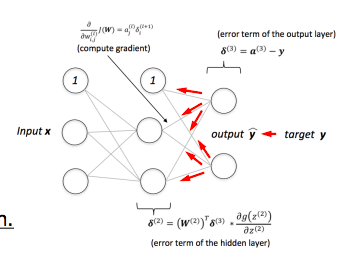 ∂/∂w_{i,j}^{(l)} J(W) = a_j^{(l)} δ_i^{(l+1)}
(compute gradient)
(error term of the output layer)
δ^{(3)} = a^{(3)} − y
1 1
Input x
output ŷ target y
n.
δ^{(2)} = (W^{(2)})^T δ^{(3)} * ∂g(z^{(2)})/∂z^{(2)}
(error term of the hidden layer)